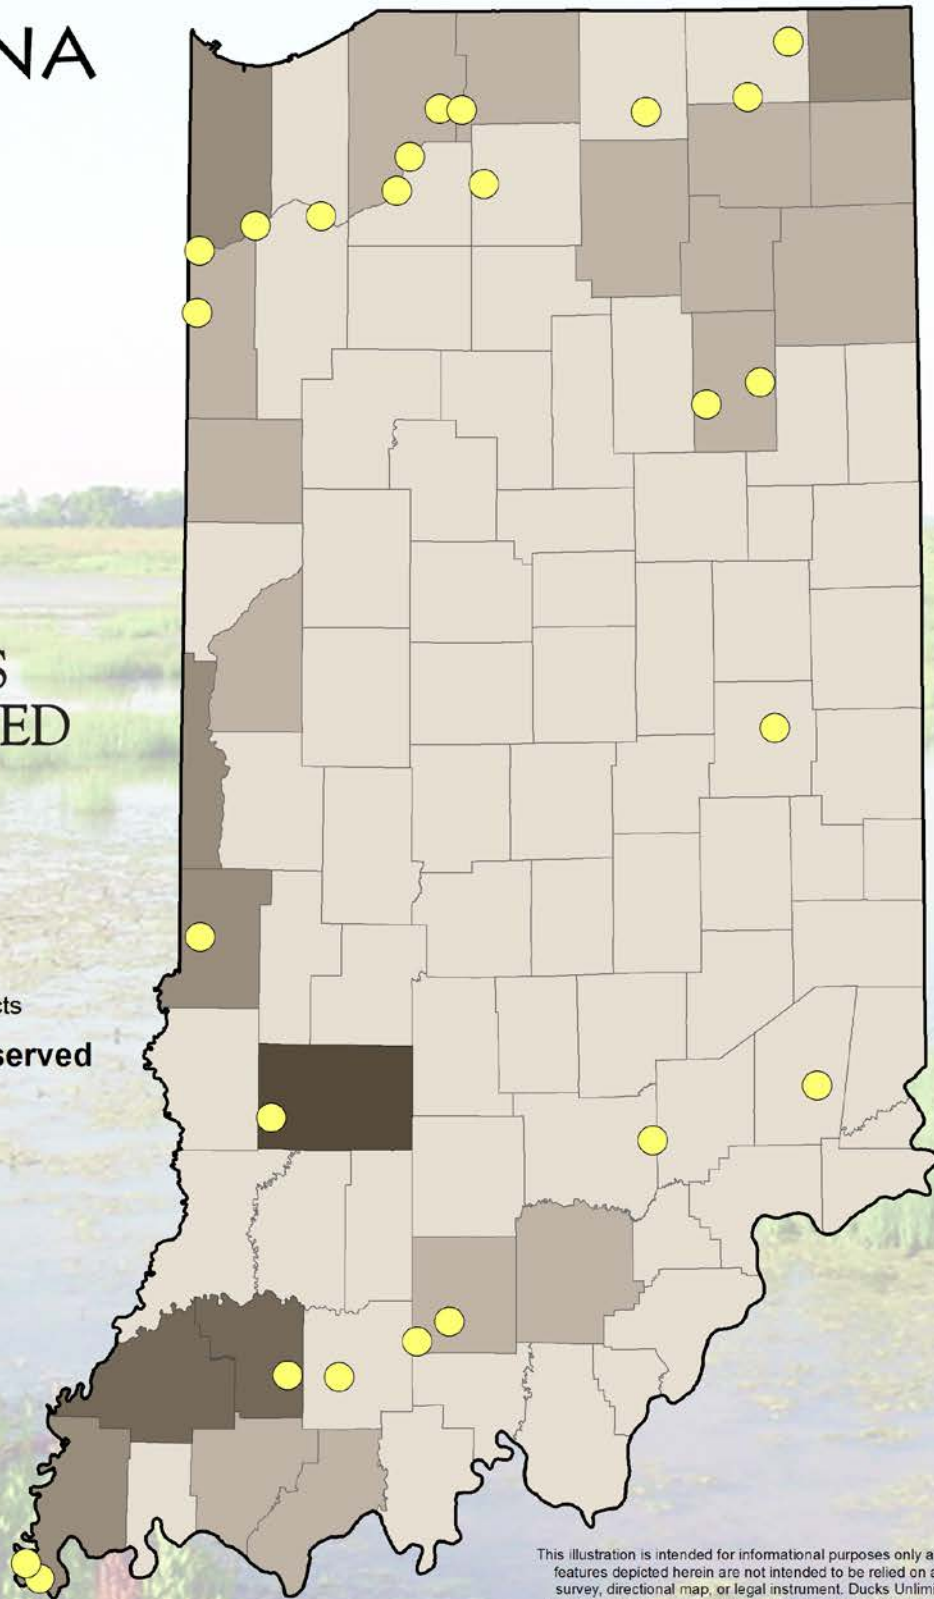 NA
S
ED
cts
served
This illustration is intended for informational purposes only a
features depicted herein are not intended to be relied on a
survey, directional map, or legal instrument. Ducks Unlimi